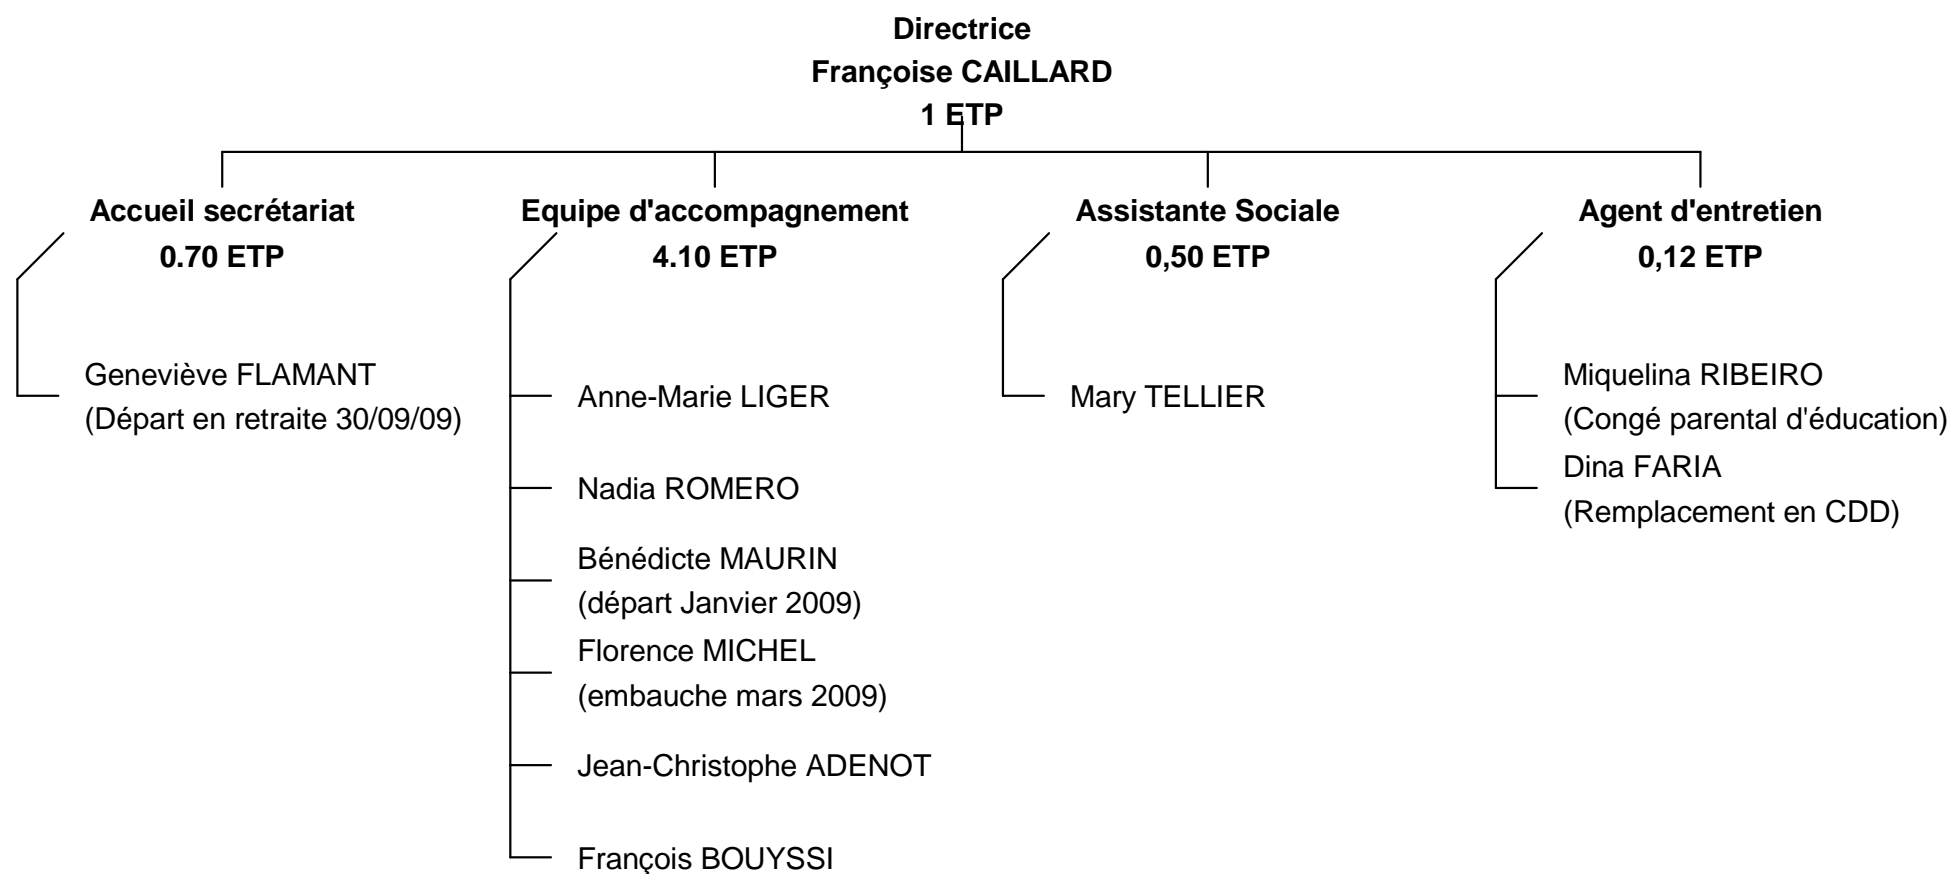 Directrice
Françoise CAILLARD
1 ETP
Accueil secrétariat
0.70 ETP
Geneviève FLAMANT
(Départ en retraite 30/09/09)
Equipe d'accompagnement
4.10 ETP
Anne-Marie LIGER
Nadia ROMERO
Bénédicte MAURIN
(départ Janvier 2009)
Florence MICHEL
(embauche mars 2009)
Jean-Christophe ADENOT
François BOUYSSI
Assistante Sociale
0,50 ETP
Mary TELLIER
Agent d'entretien
0,12 ETP
Miquelina RIBEIRO
(Congé parental d'éducation)
Dina FARIA
(Remplacement en CDD)